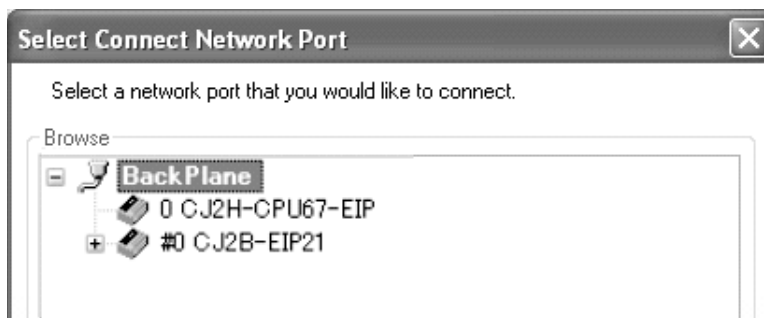 Select Connect Network Port
Select a network port that you would like to connect.
Browse
BackPlane
0 CJ2H-CPU67-EIP
#0 CJ2B-EIP21